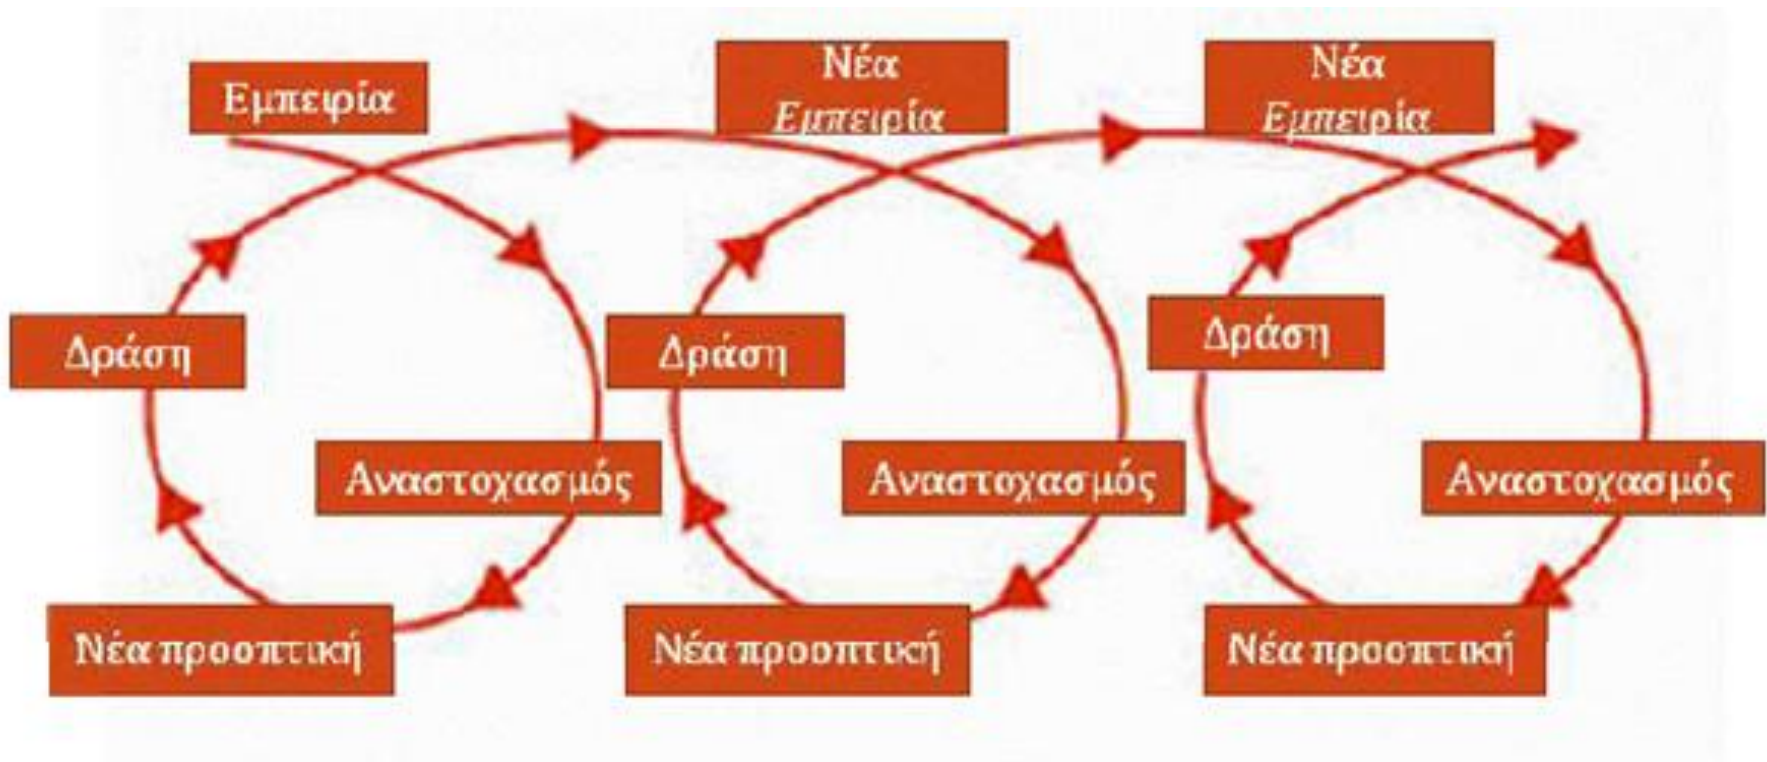 Εμπειρία
Νέα
Εμπειρία
Νέα
Εμπειρία
Δράση
Δράση
Δράση
Αναστοχασμός
Αναστοχασμός
Αναστοχασμός
Νέα προοπτική
Νέα προοπτική
Νέα προοπτική